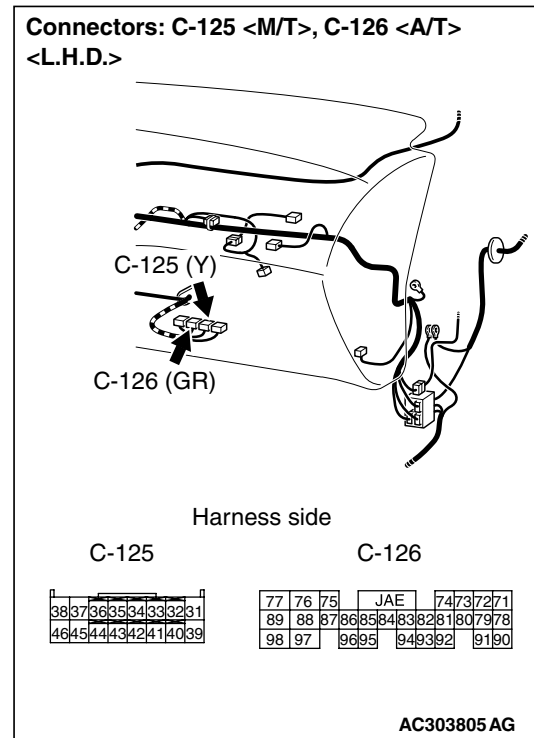 Connectors: C-125 <M/T>, C-126 <A/T>
<L.H.D.>
C-125 (Y)
C-126 (GR)
Harness side
C-125 C-126
38 37 36 35 34 33 32 31
46 45 44 43 42 41 40 39
77 76 75 JAE 74 73 72 71
89 88 87 86 85 84 83 82 81 80 79 78
98 97 96 95 94 93 92 91 90
AC303805 AG